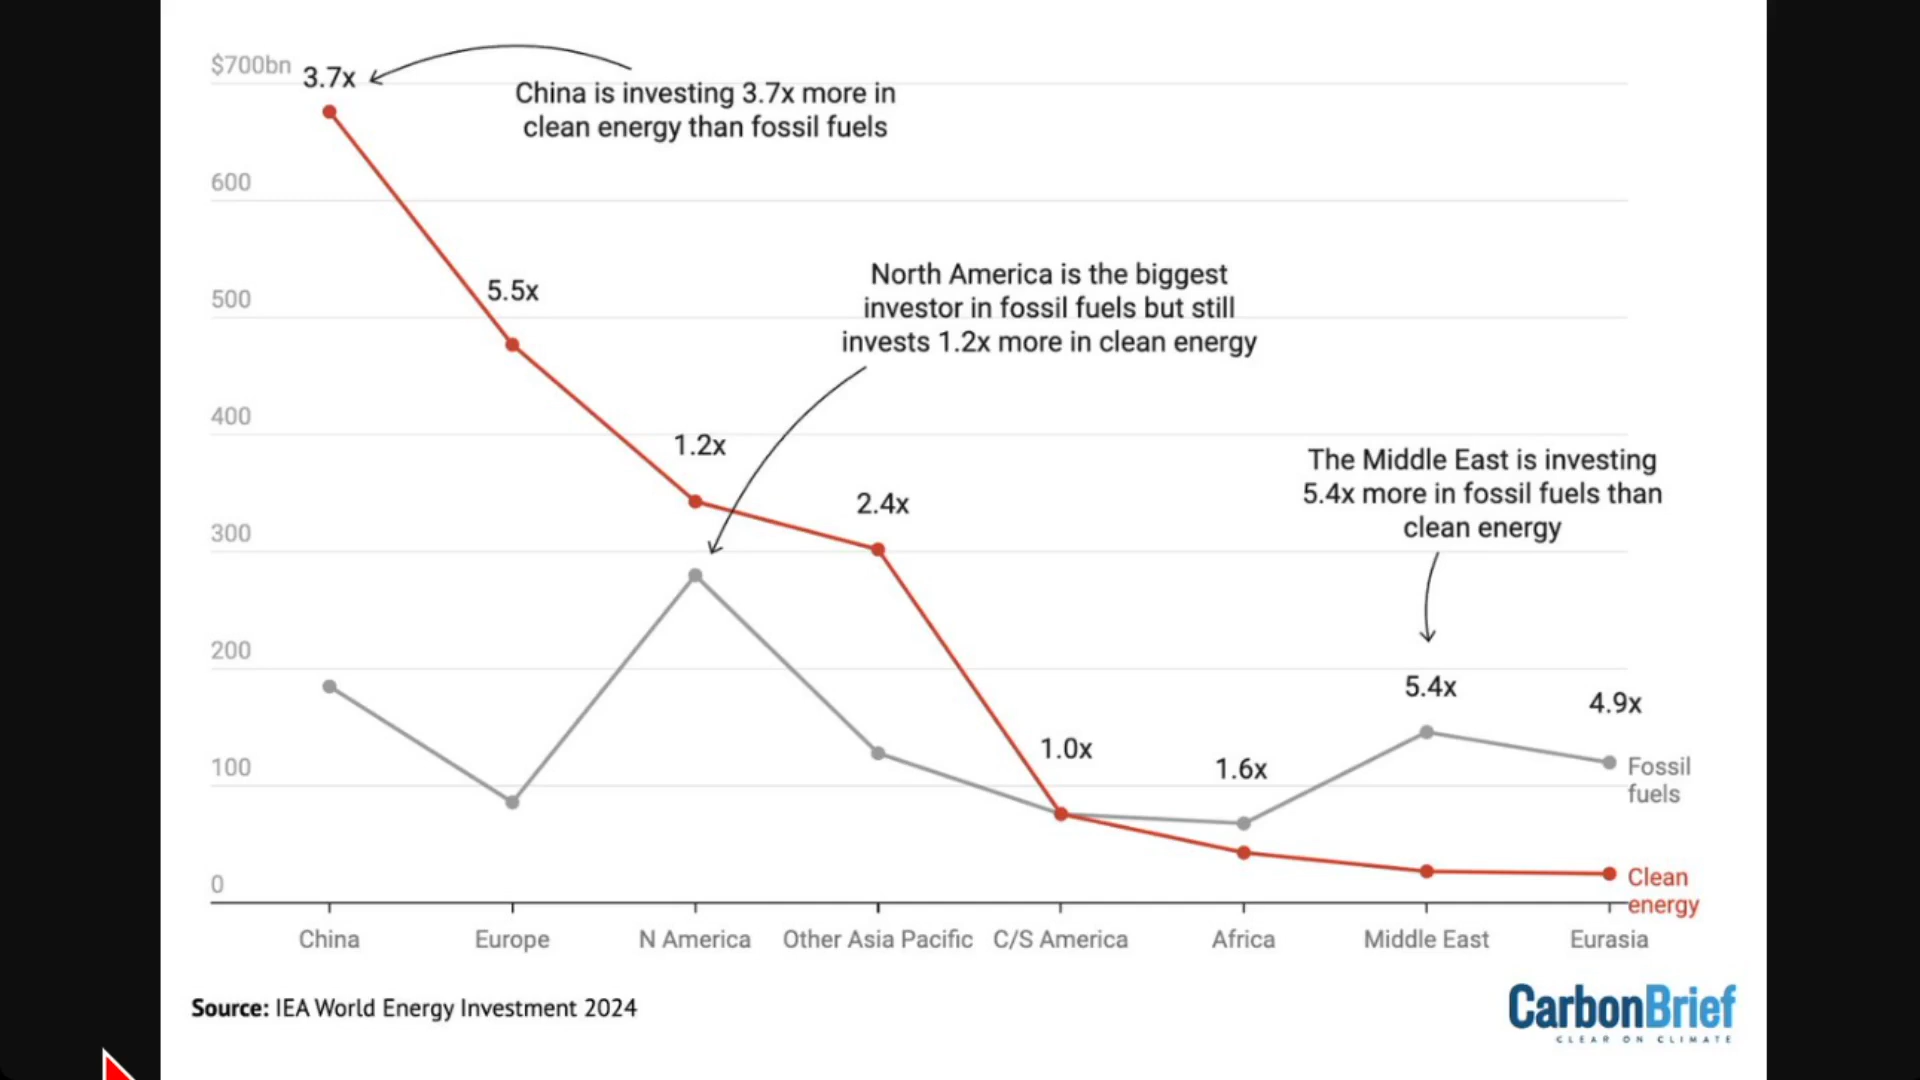 $700bn
3.7x
China is investing 3.7x more in
clean energy than fossil fuels
600
500
5.5x
North America is the biggest
investor in fossil fuels but still
invests 1.2x more in clean energy
400
1.2x
2.4x
The Middle East is investing
5.4x more in fossil fuels than
clean energy
300
200
5.4x
4.9x
1.0x
1.6x
100
Fossil
fuels
0
Clean
energy
China
Europe
N America
Other Asia Pacific
C/S America
Africa
Middle East
Eurasia
Source: IEA World Energy Investment 2024
CarbonBrief
CLEAR ON CLIMATE